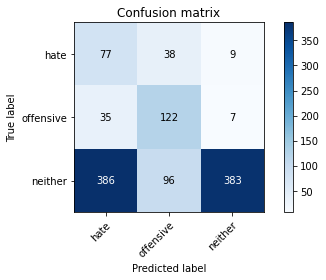 Confusion matrix
hate 77 38 9
offensive 35 122 7
neither 386 96 383
True label
hate offensive neither
Predicted label
350
300
250
200
150
100
50